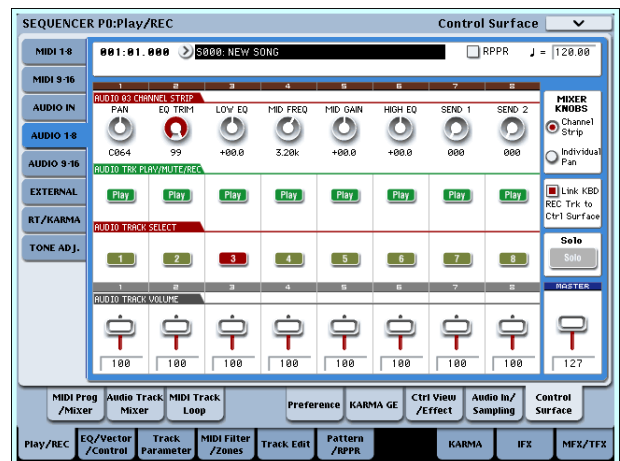 SEQUENCER P0:Play/REC Control Surface
MIDI 1-8
MIDI 9-16
AUDIO IN
AUDIO 1-8
AUDIO 9-16
EXTERNAL
RT/KARMA
TONE ADJ.
001:01.000 S000: NEW SONG RPPR ♩ = 120.00
1 2 3 4 5 6 7 8
AUDIO 03 CHANNEL STRIP
PAN EQ TRIM LOW EQ MID FREQ MID GAIN HIGH EQ SEND 1 SEND 2
C064 99 +00.0 3.20k +00.0 +00.0 000 000
MIXER
KNOBS
Channel
Strip
Individual
Pan
AUDIO TRK PLAY/MUTE/REC
Play Play Play Play Play Play Play Play
Link KBD
REC Trk to
Ctrl Surface
AUDIO TRACK SELECT
1 2 3 4 5 6 7 8
Solo
Solo
1 2 3 4 5 6 7 8
AUDIO TRACK VOLUME
MASTER
100 100 100 100 100 100 100 100 127
MIDI Prog
/Mixer
Audio Track
Mixer
MIDI Track
Loop
Preference
KARMA GE
Ctrl View
/Effect
Audio In/
Sampling
Control
Surface
Play/REC
EQ/Vector
/Control
Track
Parameter
MIDI Filter
/Zones
Track Edit
Pattern
/RPPR
KARMA
IFX
MFX/TFX